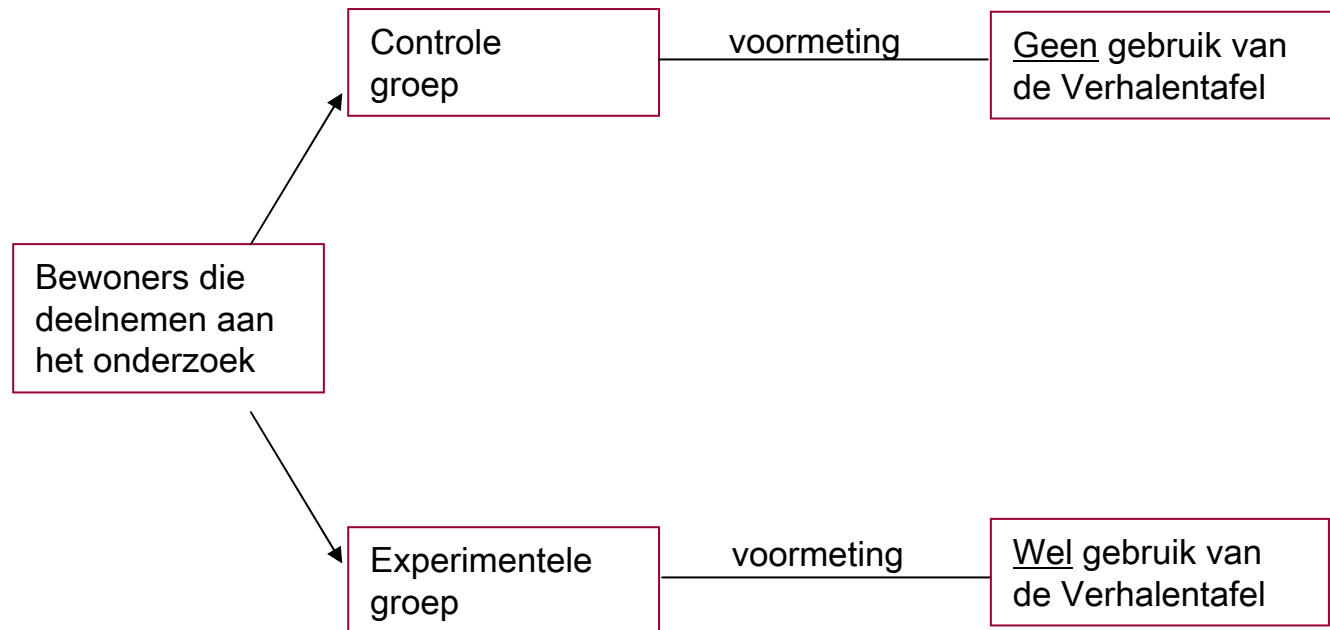 Controle
groep
voormeting
Geen gebruik van
de Verhalentafel
Bewoners die
deelnemen aan
het onderzoek
Experimentele
groep
voormeting
Wel gebruik van
de Verhalentafel